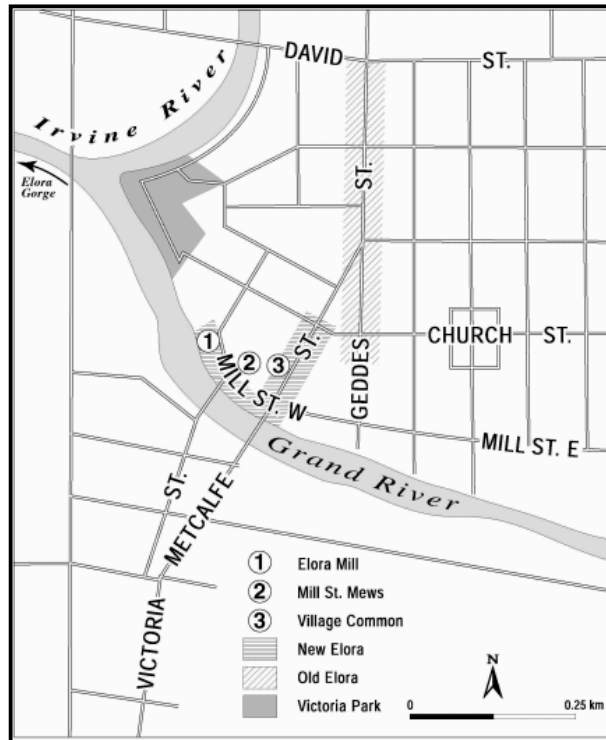 DAVID ST.
Irvine River
Elora
Gorge
ST.
GEDDES
CHURCH ST.
1
2
3
ST.
METCALFE
MILL ST. W
MILL ST. E
Grand River
ST.
VICTORIA
1 Elora Mill
2 Mill St. Mews
3 Village Common
New Elora
Old Elora
Victoria Park
N
0 0.25 km